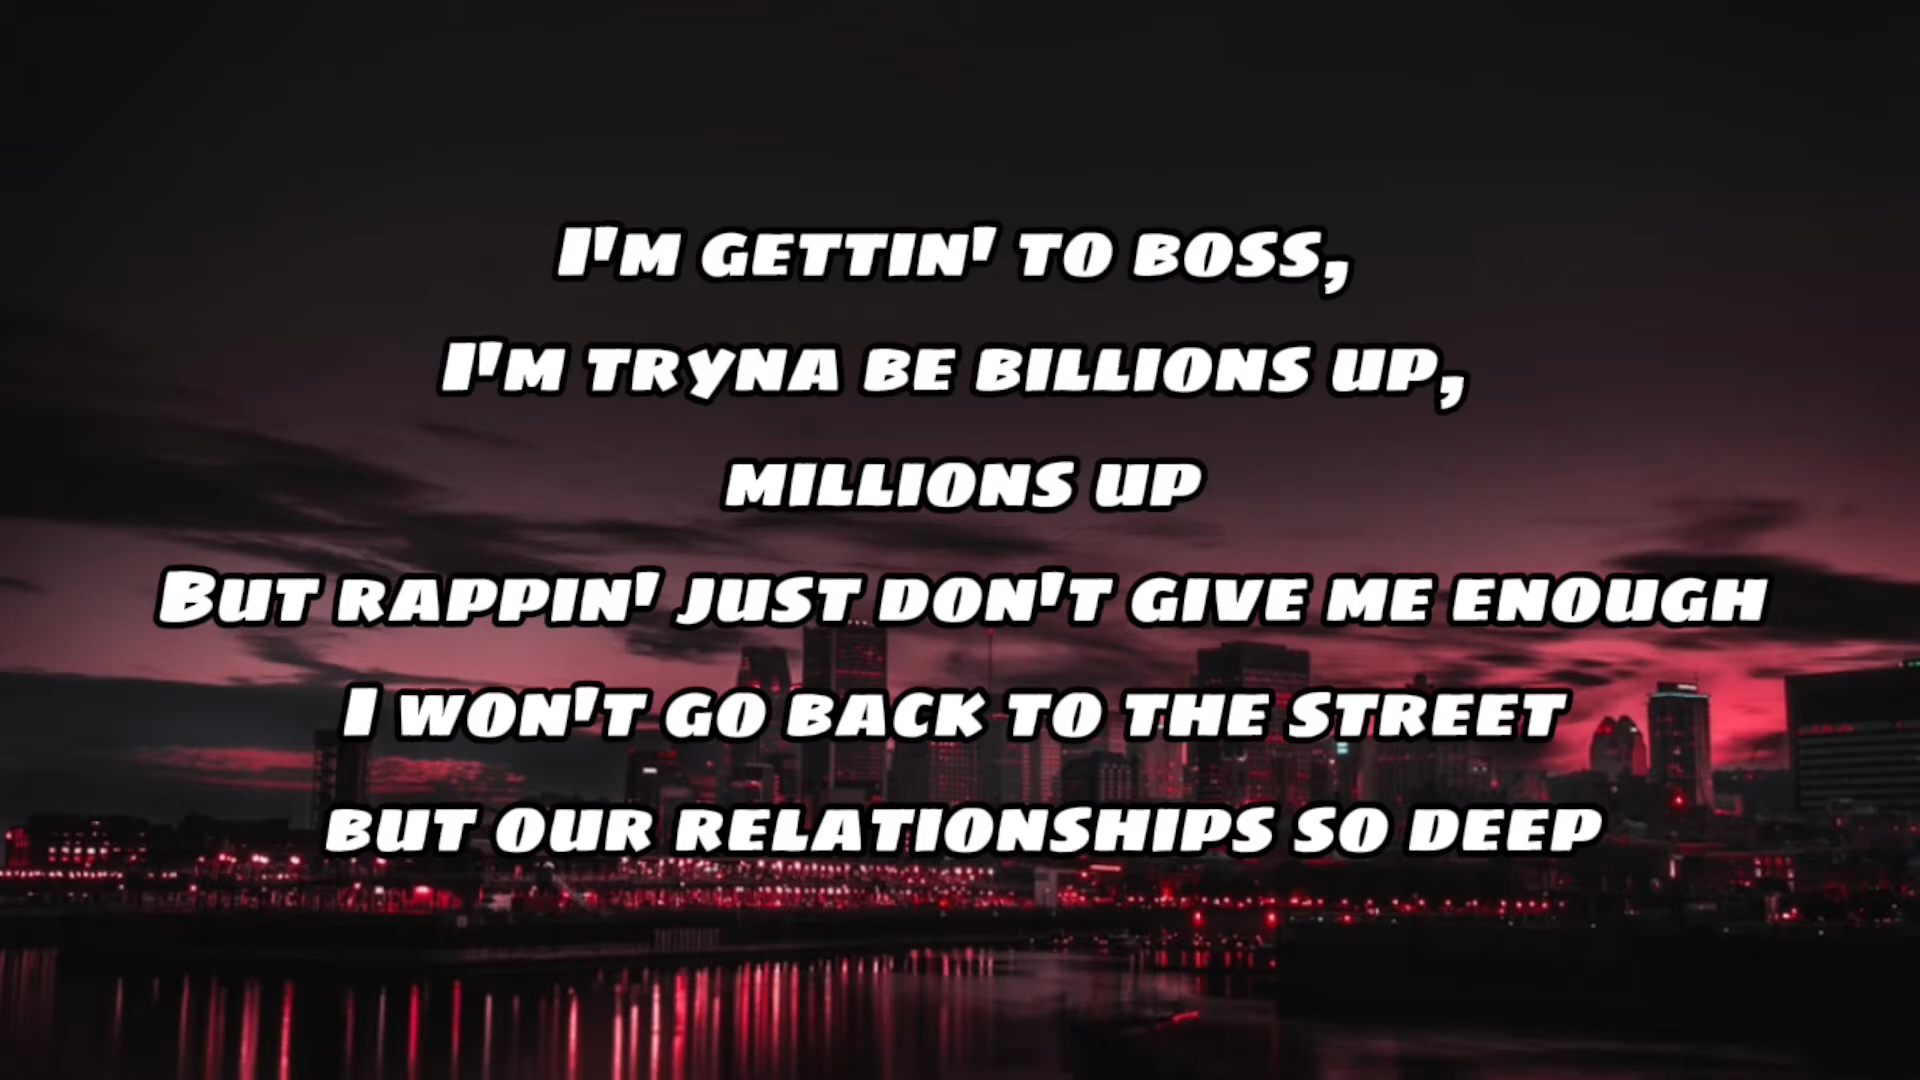 I'm gettin' to boss,
I'm tryna be billions up,
millions up
But rappin' just don't give me enough
I won't go back to the street
but our relationships so deep